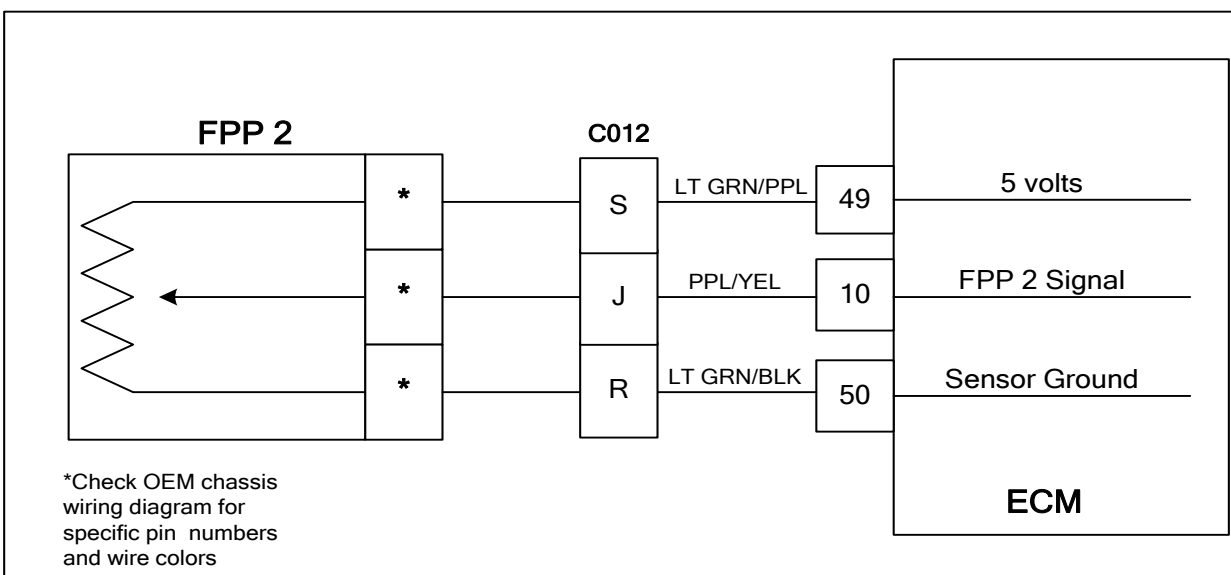 FPP 2
C012
* S LT GRN/PPL 49 5 volts
* J PPL/YEL 10 FPP 2 Signal
* R LT GRN/BLK 50 Sensor Ground
*Check OEM chassis
wiring diagram for
specific pin numbers
and wire colors
ECM